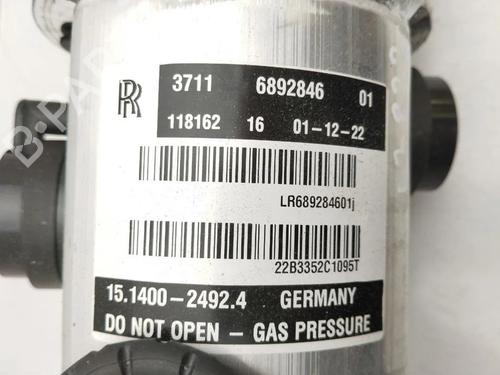 RR 3711 6892846 01
118162 16 01-12-22
LR689284601j
22B3352C1095T
15.1400-2492.4 GERMANY
DO NOT OPEN - GAS PRESSURE
B-PARTS